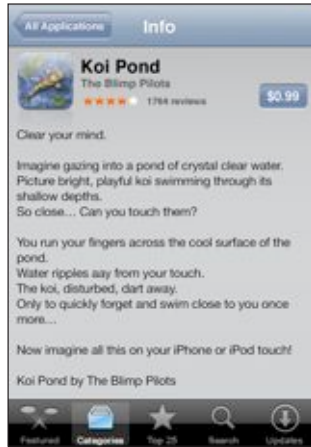 All Applications
Info
Koi Pond
The Blimp Pilots
1764 reviews
$0.99
Clear your mind.
Imagine gazing into a pond of crystal clear water.
Picture bright, playful koi swimming through its
shallow depths.
So close... Can you touch them?
You run your fingers across the cool surface of the
pond.
Water ripples aay from your touch.
The koi, disturbed, dart away.
Only to quickly forget and swim close to you once
more...
Now imagine all this on your iPhone or iPod touch!
Koi Pond by The Blimp Pilots
Featured
Categories
Top 25
Search
Updates